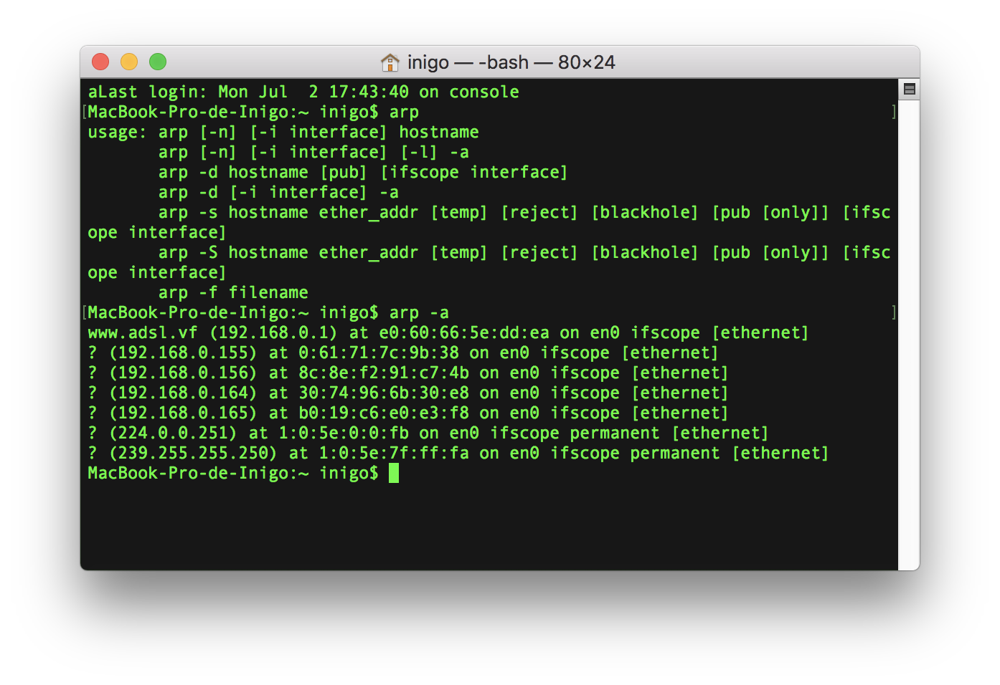 inigo — -bash — 80×24
aLast login: Mon Jul  2 17:43:40 on console
[MacBook-Pro-de-Inigo:~ inigo$ arp ]
usage: arp [-n] [-i interface] hostname
       arp [-n] [-i interface] [-l] -a
       arp -d hostname [pub] [ifscope interface]
       arp -d [-i interface] -a
       arp -s hostname ether_addr [temp] [reject] [blackhole] [pub [only]] [ifsc
ope interface]
       arp -S hostname ether_addr [temp] [reject] [blackhole] [pub [only]] [ifsc
ope interface]
       arp -f filename
[MacBook-Pro-de-Inigo:~ inigo$ arp -a ]
www.adsl.vf (192.168.0.1) at e0:60:66:5e:dd:ea on en0 ifscope [ethernet]
? (192.168.0.155) at 0:61:71:7c:9b:38 on en0 ifscope [ethernet]
? (192.168.0.156) at 8c:8e:f2:91:c7:4b on en0 ifscope [ethernet]
? (192.168.0.164) at 30:74:96:6b:30:e8 on en0 ifscope [ethernet]
? (192.168.0.165) at b0:19:c6:e0:e3:f8 on en0 ifscope [ethernet]
? (224.0.0.251) at 1:0:5e:0:0:fb on en0 ifscope permanent [ethernet]
? (239.255.255.250) at 1:0:5e:7f:ff:fa on en0 ifscope permanent [ethernet]
MacBook-Pro-de-Inigo:~ inigo$